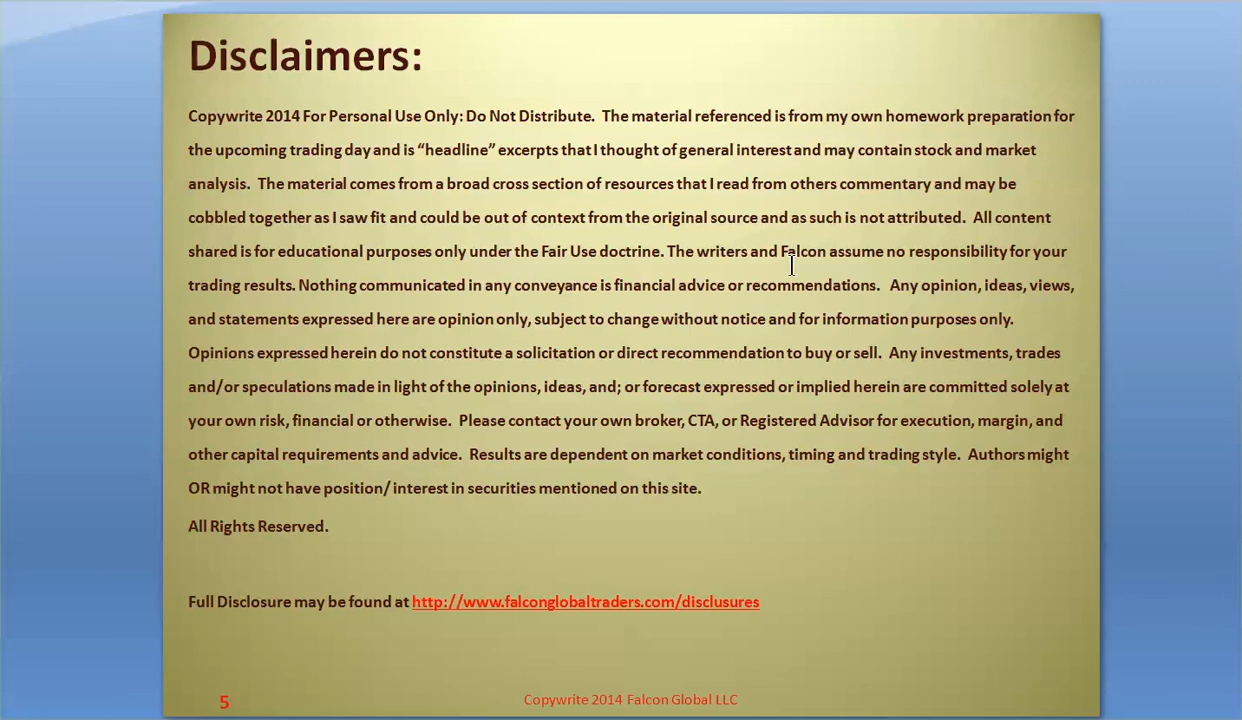 Disclaimers:
Copywrite 2014 For Personal Use Only: Do Not Distribute.  The material referenced is from my own homework preparation for
the upcoming trading day and is “headline” excerpts that I thought of general interest and may contain stock and market
analysis.  The material comes from a broad cross section of resources that I read from others commentary and may be
cobbled together as I saw fit and could be out of context from the original source and as such is not attributed.  All content
shared is for educational purposes only under the Fair Use doctrine. The writers and Falcon assume no responsibility for your
trading results. Nothing communicated in any conveyance is financial advice or recommendations.   Any opinion, ideas, views,
and statements expressed here are opinion only, subject to change without notice and for information purposes only.
Opinions expressed herein do not constitute a solicitation or direct recommendation to buy or sell.  Any investments, trades
and/or speculations made in light of the opinions, ideas, and; or forecast expressed or implied herein are committed solely at
your own risk, financial or otherwise.  Please contact your own broker, CTA, or Registered Advisor for execution, margin, and
other capital requirements and advice.  Results are dependent on market conditions, timing and trading style.  Authors might
OR might not have position/ interest in securities mentioned on this site.
All Rights Reserved.
Full Disclosure may be found at http://www.falconglobaltraders.com/disclusures
5
Copywrite 2014 Falcon Global LLC